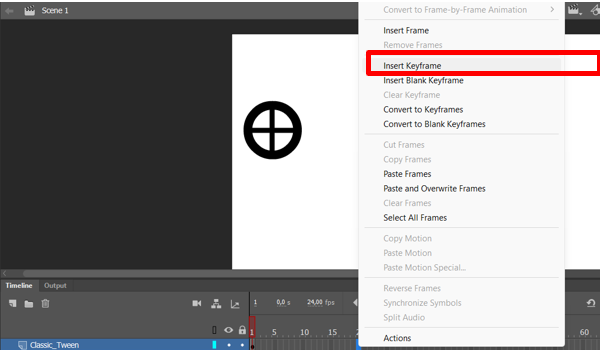 Scene 1
Convert to Frame-by-Frame Animation
Insert Frame
Remove Frames
Insert Keyframe
Insert Blank Keyframe
Clear Keyframe
Convert to Keyframes
Convert to Blank Keyframes
Cut Frames
Copy Frames
Paste Frames
Paste and Overwrite Frames
Clear Frames
Select All Frames
Copy Motion
Paste Motion
Paste Motion Special...
Reverse Frames
Synchronize Symbols
Split Audio
Actions
Timeline Output
1 0,0 s 24,00 fps
1 5 10 15 60
Classic_Tween